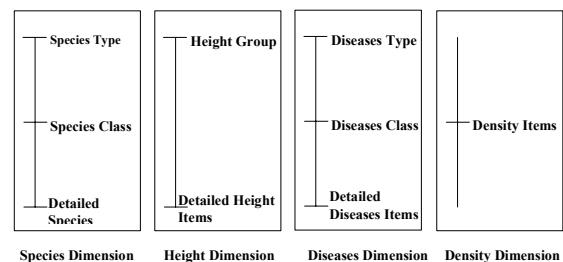 Species Type
Species Class
Detailed
Species
Height Group
Detailed Height
Items
Diseases Type
Diseases Class
Detailed
Diseases Items
Density Items
Species Dimension
Height Dimension
Diseases Dimension
Density Dimension